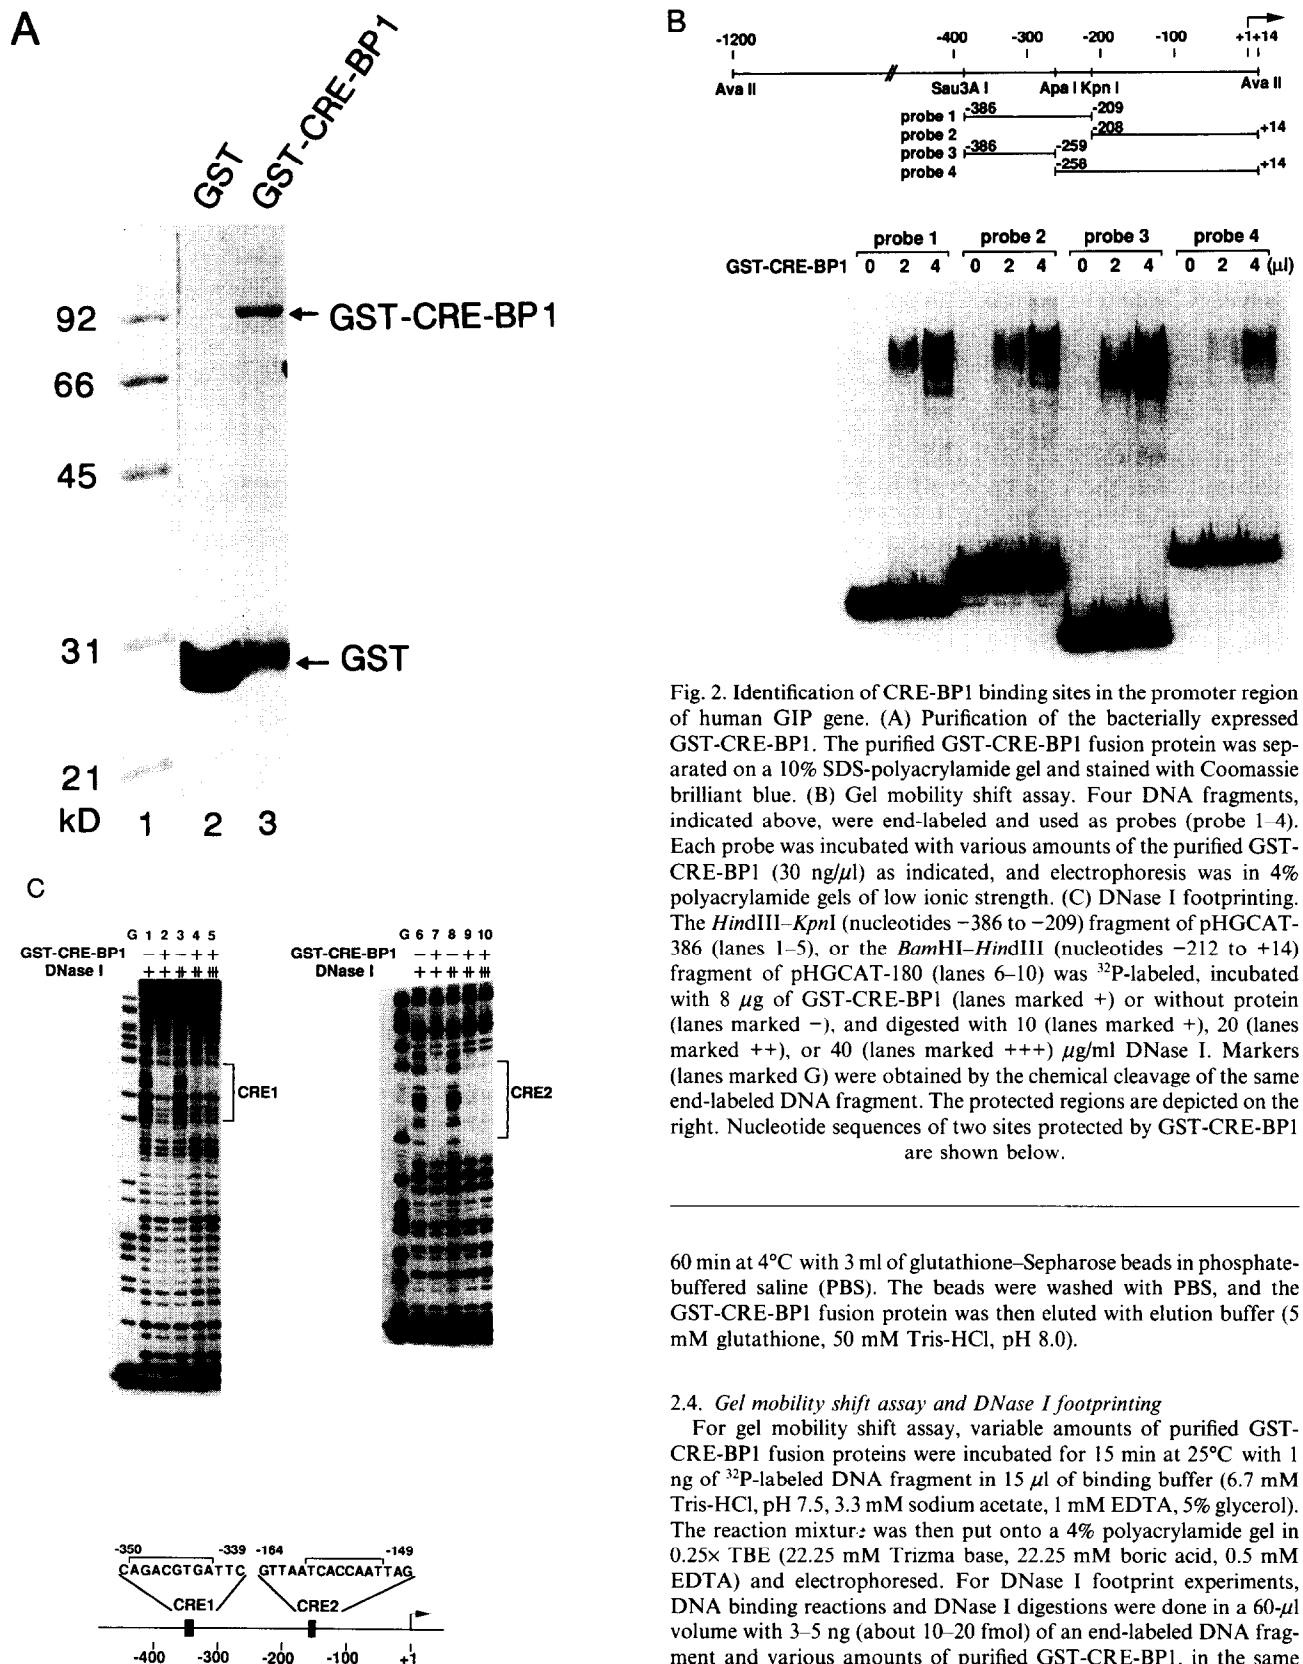 A
GST
GST-CRE-BP1
92
66
45
31
21
kD
1 2 3
GST-CRE-BP1
GST
B
-1200 -400 -300 -200 -100 +1 +14
Ava II Sau3A I Apa I Kpn I Ava II
probe 1 -386 -209
probe 2 -208 +14
probe 3 -386 -259
probe 4 -258 +14
probe 1 probe 2 probe 3 probe 4
GST-CRE-BP1 0 2 4 0 2 4 0 2 4 0 2 4 (μl)
C
G 1 2 3 4 5
GST-CRE-BP1 − + − + +
DNase I + + ++ ++ +++
CRE1
G 6 7 8 9 10
GST-CRE-BP1 − + − + +
DNase I + + ++ ++ +++
CRE2
-350 -339 -164 -149
CAGACGTGATTC GTTAATCACCAATTAG
CRE1 CRE2
-400 -300 -200 -100 +1
Fig. 2. Identification of CRE-BP1 binding sites in the promoter region
of human GIP gene. (A) Purification of the bacterially expressed
GST-CRE-BP1. The purified GST-CRE-BP1 fusion protein was sep-
arated on a 10% SDS-polyacrylamide gel and stained with Coomassie
brilliant blue. (B) Gel mobility shift assay. Four DNA fragments,
indicated above, were end-labeled and used as probes (probe 1–4).
Each probe was incubated with various amounts of the purified GST-
CRE-BP1 (30 ng/μl) as indicated, and electrophoresis was in 4%
polyacrylamide gels of low ionic strength. (C) DNase I footprinting.
The HindIII–KpnI (nucleotides −386 to −209) fragment of pHGCAT-
386 (lanes 1–5), or the BamHI–HindIII (nucleotides −212 to +14)
fragment of pHGCAT-180 (lanes 6–10) was ³²P-labeled, incubated
with 8 μg of GST-CRE-BP1 (lanes marked +) or without protein
(lanes marked −), and digested with 10 (lanes marked +), 20 (lanes
marked ++), or 40 (lanes marked +++) μg/ml DNase I. Markers
(lanes marked G) were obtained by the chemical cleavage of the same
end-labeled DNA fragment. The protected regions are depicted on the
right. Nucleotide sequences of two sites protected by GST-CRE-BP1
are shown below.
60 min at 4°C with 3 ml of glutathione–Sepharose beads in phosphate-
buffered saline (PBS). The beads were washed with PBS, and the
GST-CRE-BP1 fusion protein was then eluted with elution buffer (5
mM glutathione, 50 mM Tris-HCl, pH 8.0).
2.4. Gel mobility shift assay and DNase I footprinting
For gel mobility shift assay, variable amounts of purified GST-
CRE-BP1 fusion proteins were incubated for 15 min at 25°C with 1
ng of ³²P-labeled DNA fragment in 15 μl of binding buffer (6.7 mM
Tris-HCl, pH 7.5, 3.3 mM sodium acetate, 1 mM EDTA, 5% glycerol).
The reaction mixture was then put onto a 4% polyacrylamide gel in
0.25× TBE (22.25 mM Trizma base, 22.25 mM boric acid, 0.5 mM
EDTA) and electrophoresed. For DNase I footprint experiments,
DNA binding reactions and DNase I digestions were done in a 60-μl
volume with 3–5 ng (about 10–20 fmol) of an end-labeled DNA frag-
ment and various amounts of purified GST-CRE-BP1, in the same